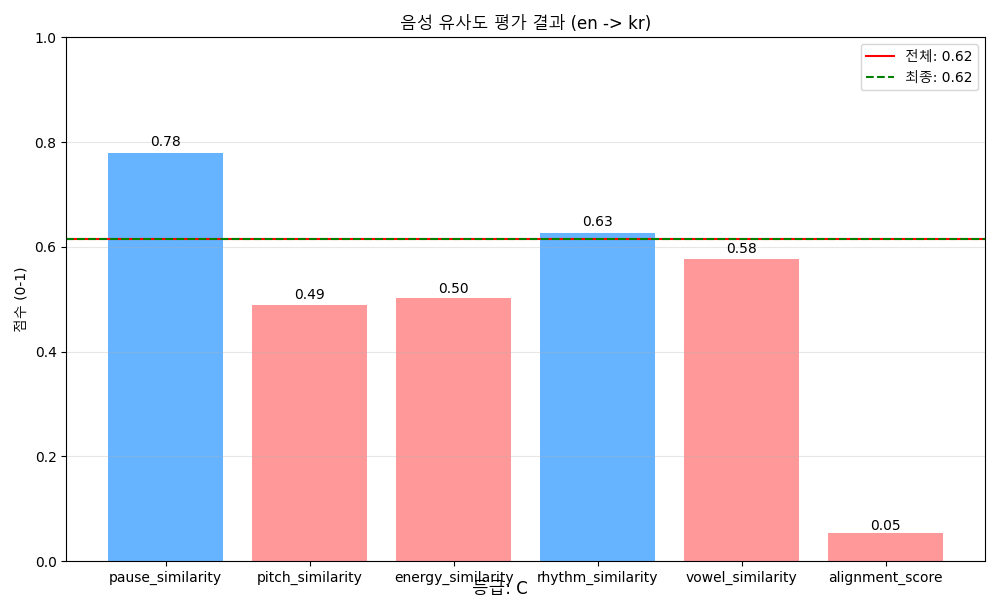 음성 유사도 평가 결과 (en -> kr)
전체: 0.62
최종: 0.62
점수 (0-1)
1.0
0.8
0.6
0.4
0.2
0.0
0.78
0.49
0.50
0.63
0.58
0.05
pause_similarity
pitch_similarity
energy_similarity
rhythm_similarity
vowel_similarity
alignment_score
등급: C